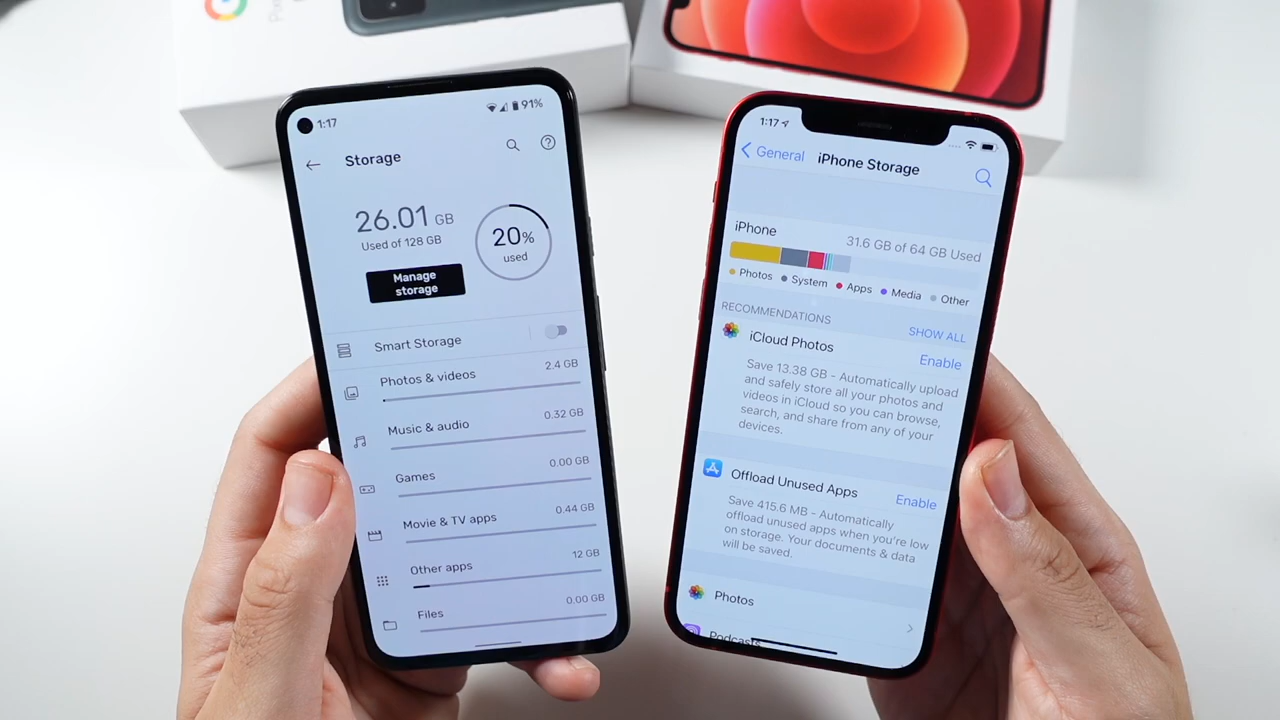 1:17
91%
Storage
26.01 GB
Used of 128 GB
20%
used
Manage
storage
Smart Storage
Photos & videos
2.4 GB
Music & audio
0.32 GB
Games
0.00 GB
Movie & TV apps
0.44 GB
Other apps
12 GB
Files
0.00 GB
1:17
General
iPhone Storage
iPhone
31.6 GB of 64 GB Used
Photos
System
Apps
Media
Other
RECOMMENDATIONS
SHOW ALL
iCloud Photos
Enable
Save 13.38 GB - Automatically upload
and safely store all your photos and
videos in iCloud so you can browse,
search, and share from any of your
devices.
Offload Unused Apps
Enable
Save 415.6 MB - Automatically
offload unused apps when you're low
on storage. Your documents & data
will be saved.
Photos
Podcasts